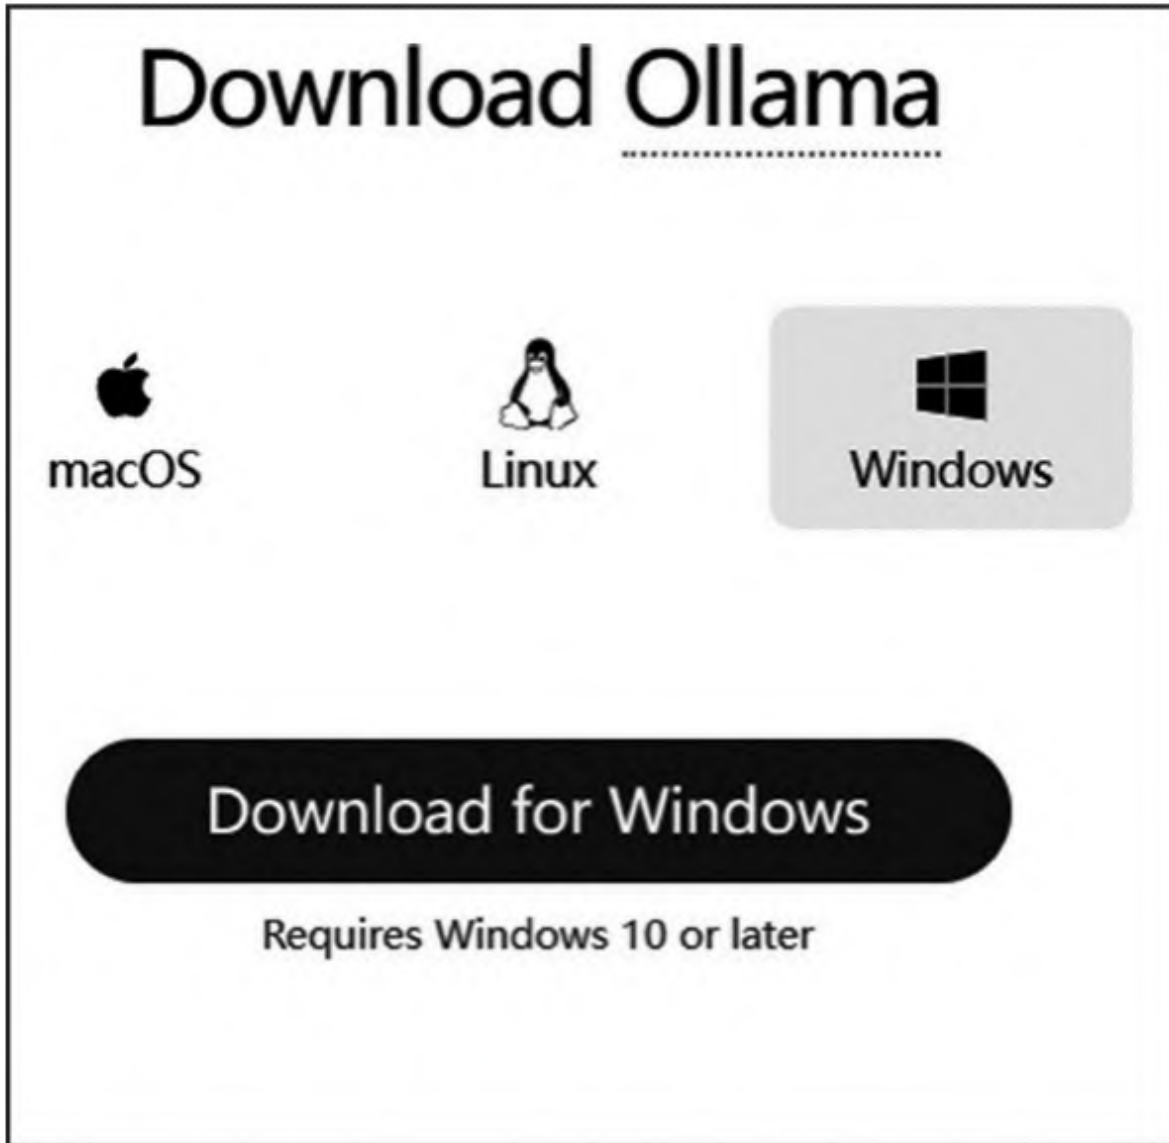 Download Ollama
macOS
Linux
Windows
Download for Windows
Requires Windows 10 or later